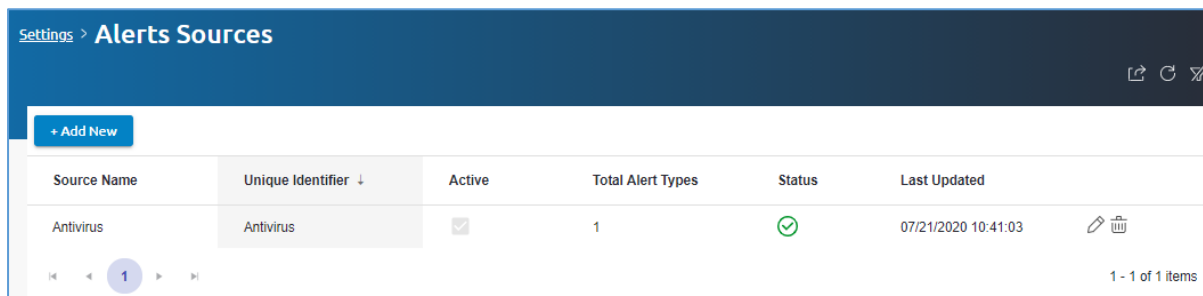 Settings > Alerts Sources
+ Add New
Source Name Unique Identifier ↓ Active Total Alert Types Status Last Updated
Antivirus Antivirus 1 07/21/2020 10:41:03
1 1 - 1 of 1 items